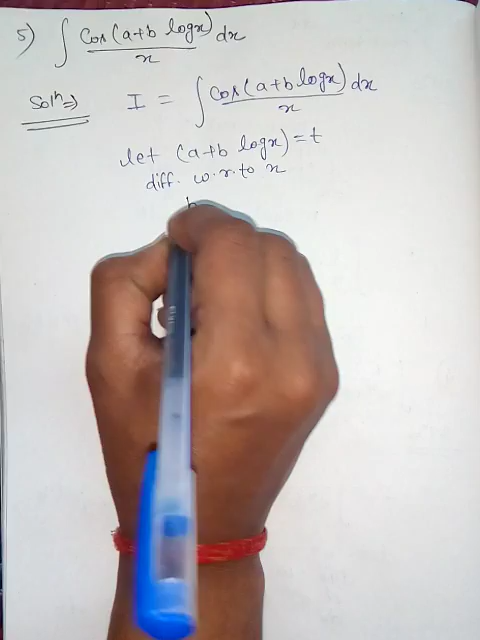 5) ∫ Cos (a+b logx)/x dx
Solⁿ⇒ I = ∫ Cos (a+b logx)/x dx
let (a+b logx) = t
diff. w.r.to x
b